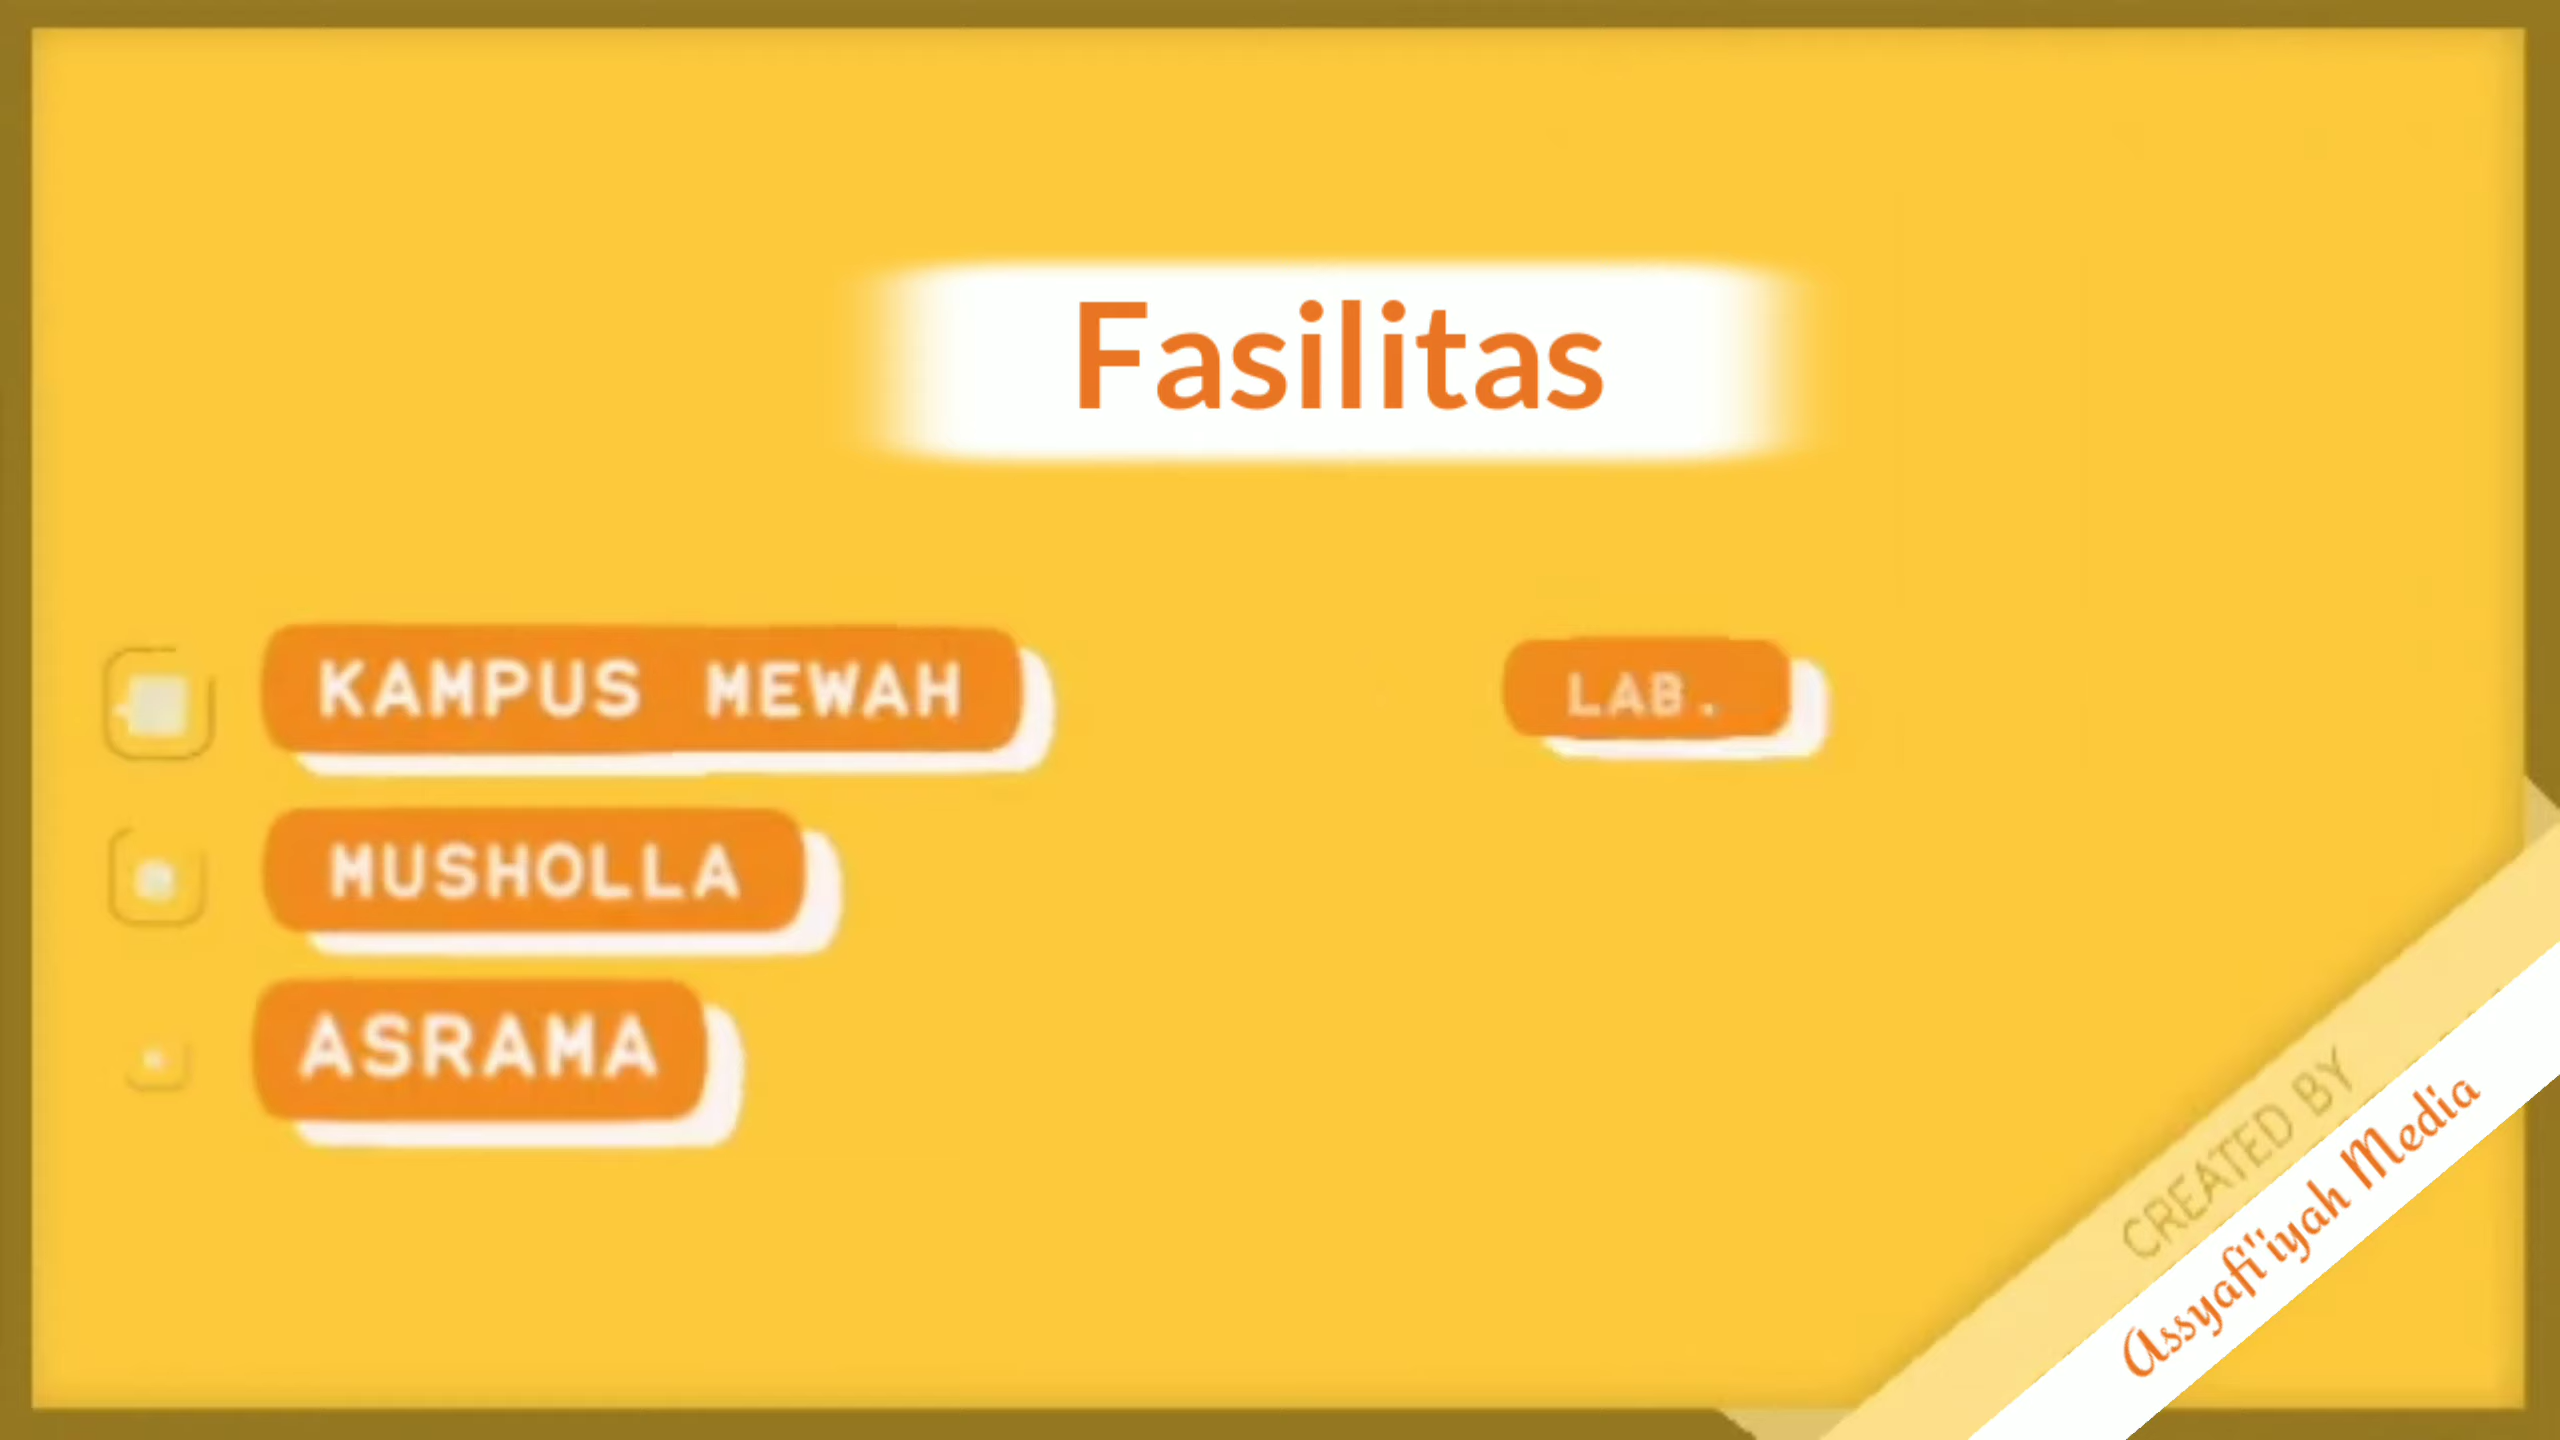 Fasilitas
KAMPUS MEWAH
LAB.
MUSHOLLA
ASRAMA
CREATED BY
Assyafi''iyah Media